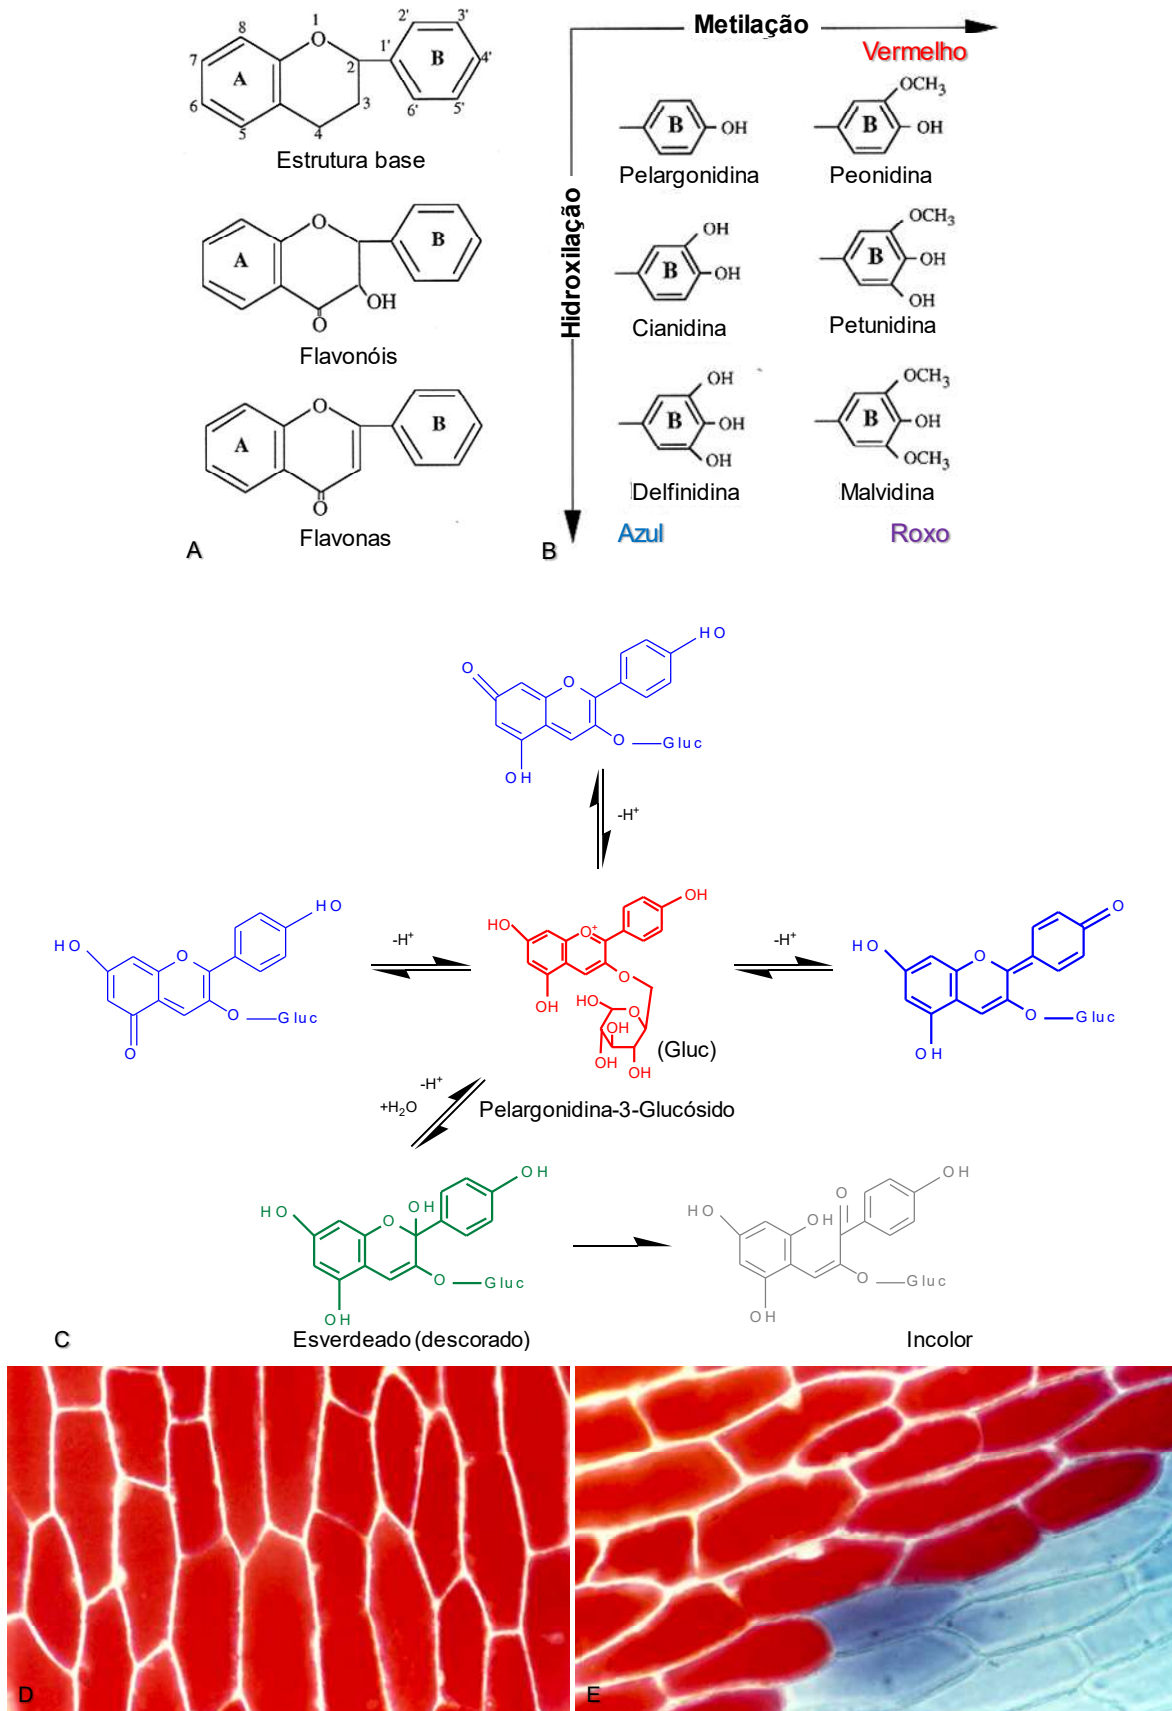 1
2
3
4
5
6
7
8
1'
2'
3'
4'
5'
6'
O
A
B
Estrutura base
O
A
B
OH
O
Flavonóis
O
A
B
O
Flavonas
A
Metilação
Vermelho
Hidroxilação
B
OH
Pelargonidina
OCH₃
B
OH
Peonidina
OH
B
OH
Cianidina
OCH₃
B
OH
OH
Petunidina
OH
B
OH
OH
Delfinidina
OCH₃
B
OH
OCH₃
Malvidina
Azul
Roxo
B
HO
O
O
O
Gluc
OH
-H⁺
HO
HO
O
O
Gluc
O
-H⁺
OH
HO
O⁺
O
OH
HO
O
OH
OH
OH
(Gluc)
Pelargonidina-3-Glucósido
-H⁺
O
HO
O
O
Gluc
OH
-H⁺
+H₂O
OH
HO
OH
O
O
Gluc
OH
Esverdeado (descorado)
OH
O
HO
OH
O
Gluc
OH
Incolor
C
D
E